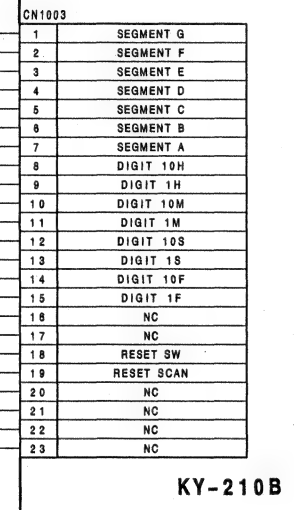 CN1003
1 SEGMENT G
2 SEGMENT F
3 SEGMENT E
4 SEGMENT D
5 SEGMENT C
6 SEGMENT B
7 SEGMENT A
8 DIGIT 10H
9 DIGIT 1H
10 DIGIT 10M
11 DIGIT 1M
12 DIGIT 10S
13 DIGIT 1S
14 DIGIT 10F
15 DIGIT 1F
16 NC
17 NC
18 RESET SW
19 RESET SCAN
20 NC
21 NC
22 NC
23 NC
KY-210B